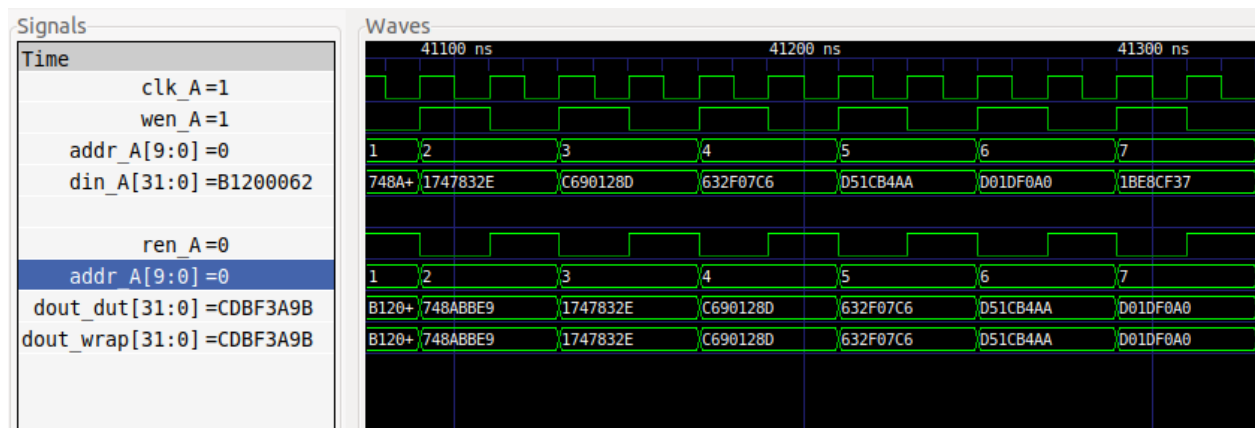 Signals Waves
Time 41100 ns 41200 ns 41300 ns
clk_A=1
wen_A=1
addr_A[9:0]=0 1 2 3 4 5 6 7
din_A[31:0]=B1200062 748A+ 1747832E C690128D 632F07C6 D51CB4AA D01DF0A0 1BE8CF37
ren_A=0
addr_A[9:0]=0 1 2 3 4 5 6 7
dout_dut[31:0]=CDBF3A9B B120+ 748ABBE9 1747832E C690128D 632F07C6 D51CB4AA D01DF0A0
dout_wrap[31:0]=CDBF3A9B B120+ 748ABBE9 1747832E C690128D 632F07C6 D51CB4AA D01DF0A0